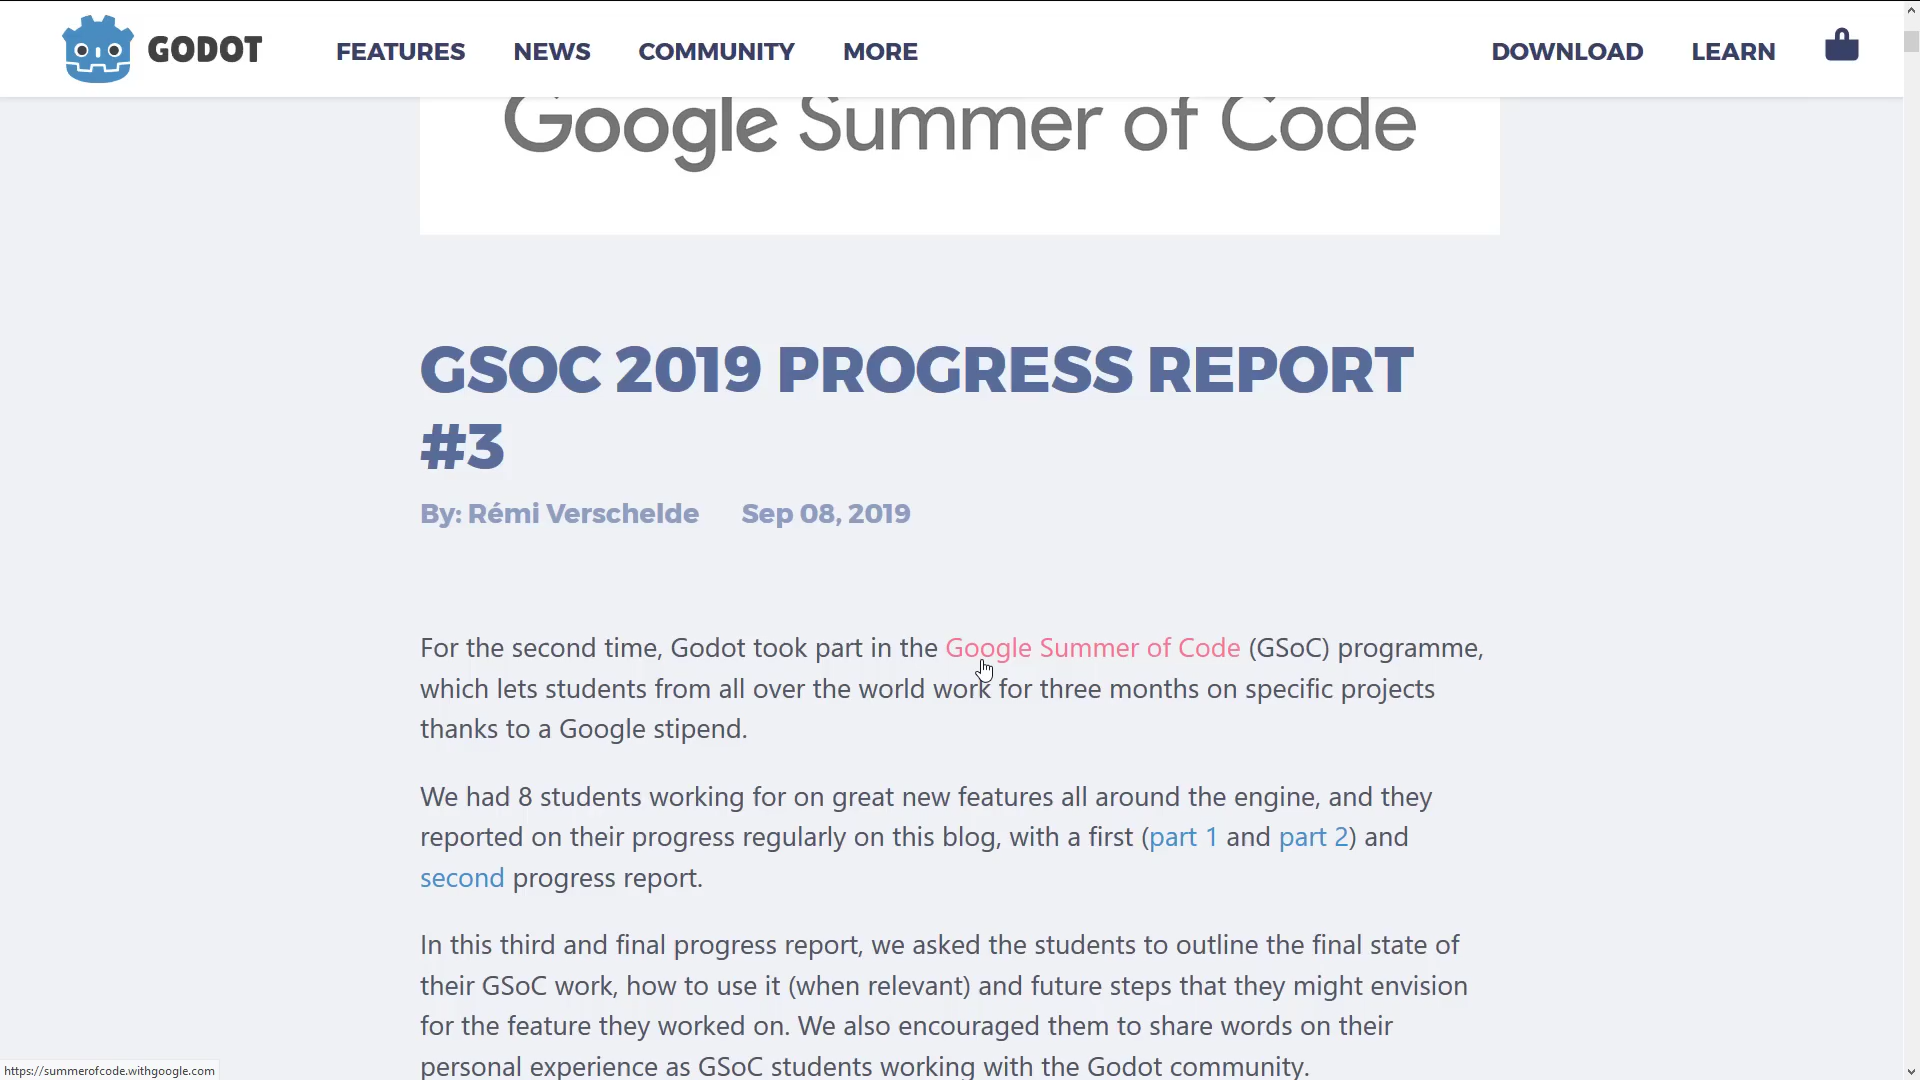 GODOT FEATURES NEWS COMMUNITY MORE DOWNLOAD LEARN
Google Summer of Code
GSOC 2019 PROGRESS REPORT
#3
By: Rémi Verschelde Sep 08, 2019
For the second time, Godot took part in the Google Summer of Code (GSoC) programme,
which lets students from all over the world work for three months on specific projects
thanks to a Google stipend.
We had 8 students working for on great new features all around the engine, and they
reported on their progress regularly on this blog, with a first (part 1 and part 2) and
second progress report.
In this third and final progress report, we asked the students to outline the final state of
their GSoC work, how to use it (when relevant) and future steps that they might envision
for the feature they worked on. We also encouraged them to share words on their
personal experience as GSoC students working with the Godot community.
https://summerofcode.withgoogle.com